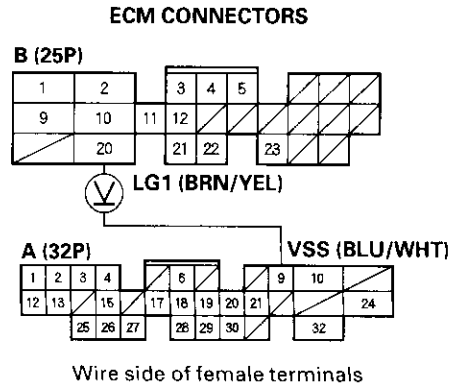 ECM CONNECTORS
B (25P)
1 2 3 4 5
9 10 11 12
20 21 22 23
LG1 (BRN/YEL)
V
A (32P) VSS (BLU/WHT)
1 2 3 4 6 9 10
12 13 15 17 18 19 20 21 24
25 26 27 28 29 30 32
Wire side of female terminals